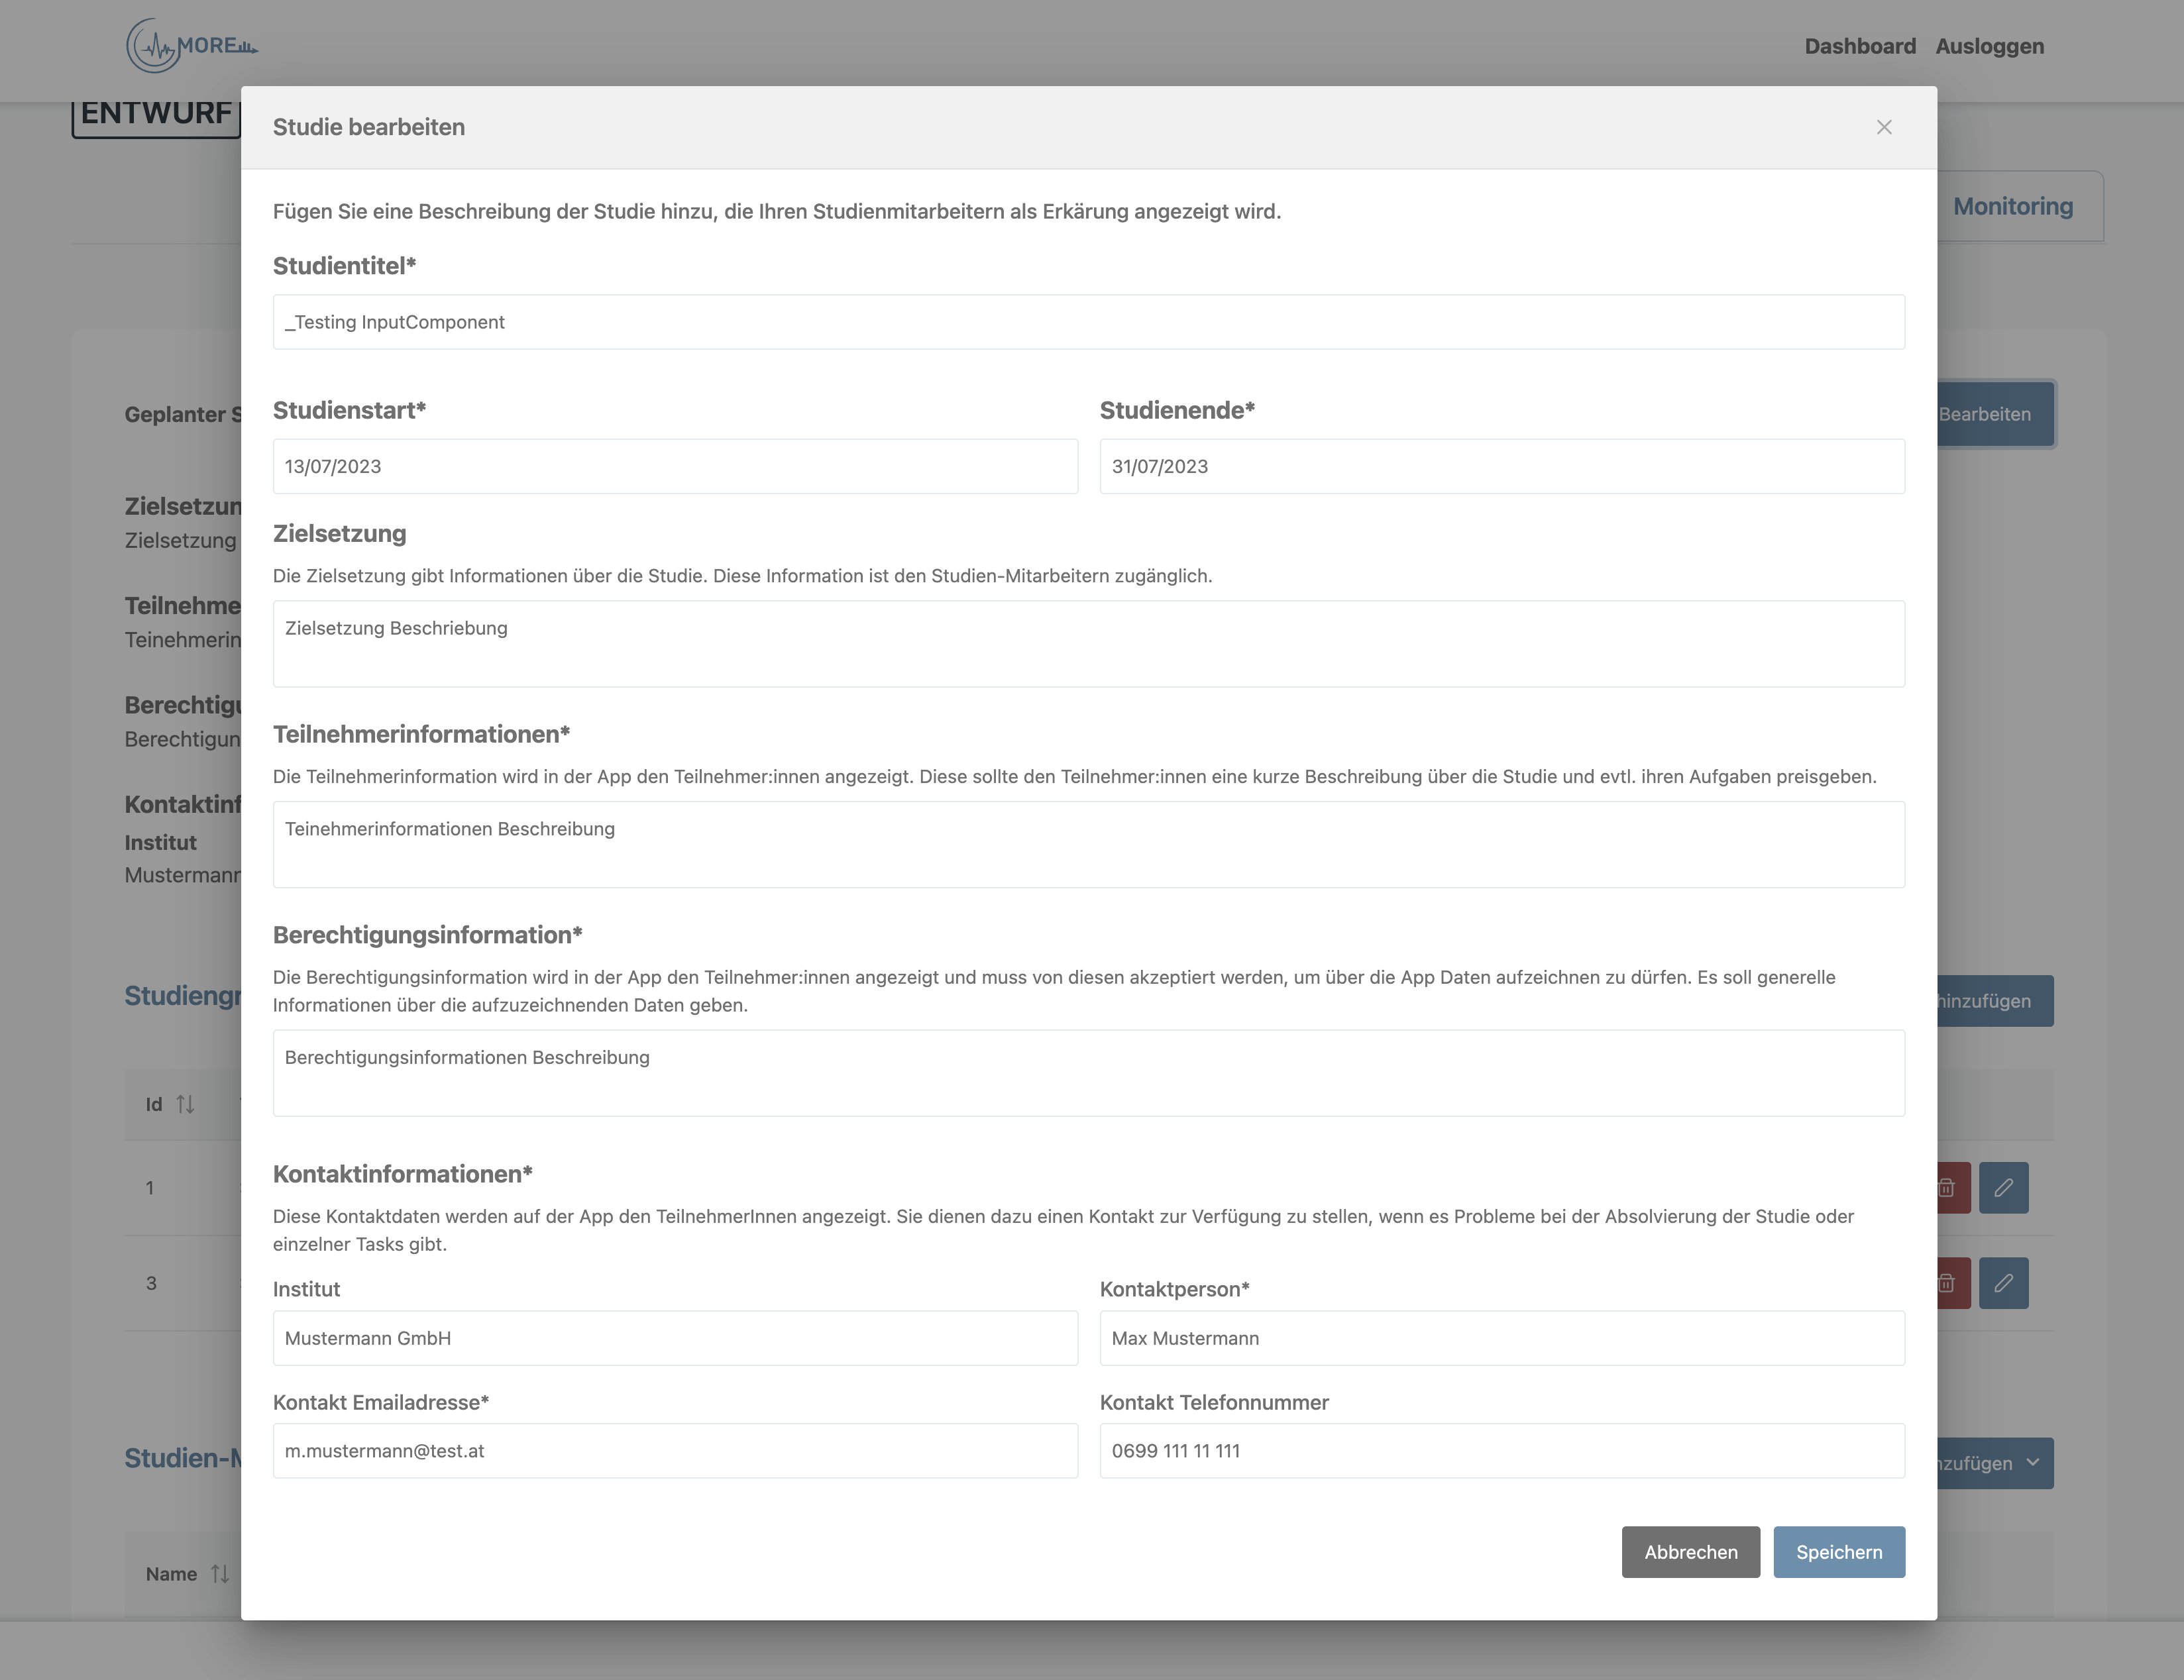 MORE
Dashboard Ausloggen
ENTWURF
Studie bearbeiten
Monitoring
Fügen Sie eine Beschreibung der Studie hinzu, die Ihren Studienmitarbeitern als Erkärung angezeigt wird.
Studientitel*
_Testing InputComponent
Geplanter S
Bearbeiten
Studienstart* Studienende*
13/07/2023 31/07/2023
Zielsetzun
Zielsetzung
Zielsetzung
Die Zielsetzung gibt Informationen über die Studie. Diese Information ist den Studien-Mitarbeitern zugänglich.
Zielsetzung Beschriebung
Teilnehme
Teinehmerin
Berechtigu
Berechtigun
Teilnehmerinformationen*
Die Teilnehmerinformation wird in der App den Teilnehmer:innen angezeigt. Diese sollte den Teilnehmer:innen eine kurze Beschreibung über die Studie und evtl. ihren Aufgaben preisgeben.
Teinehmerinformationen Beschreibung
Kontaktinf
Institut
Mustermann
Berechtigungsinformation*
Die Berechtigungsinformation wird in der App den Teilnehmer:innen angezeigt und muss von diesen akzeptiert werden, um über die App Daten aufzeichnen zu dürfen. Es soll generelle
Informationen über die aufzuzeichnenden Daten geben.
Berechtigungsinformationen Beschreibung
Studiengr
hinzufügen
Id
1
3
Kontaktinformationen*
Diese Kontaktdaten werden auf der App den TeilnehmerInnen angezeigt. Sie dienen dazu einen Kontakt zur Verfügung zu stellen, wenn es Probleme bei der Absolvierung der Studie oder
einzelner Tasks gibt.
Institut Kontaktperson*
Mustermann GmbH Max Mustermann
Kontakt Emailadresse* Kontakt Telefonnummer
m.mustermann@test.at 0699 111 11 111
Studien-M
nzufügen
Name
Abbrechen Speichern